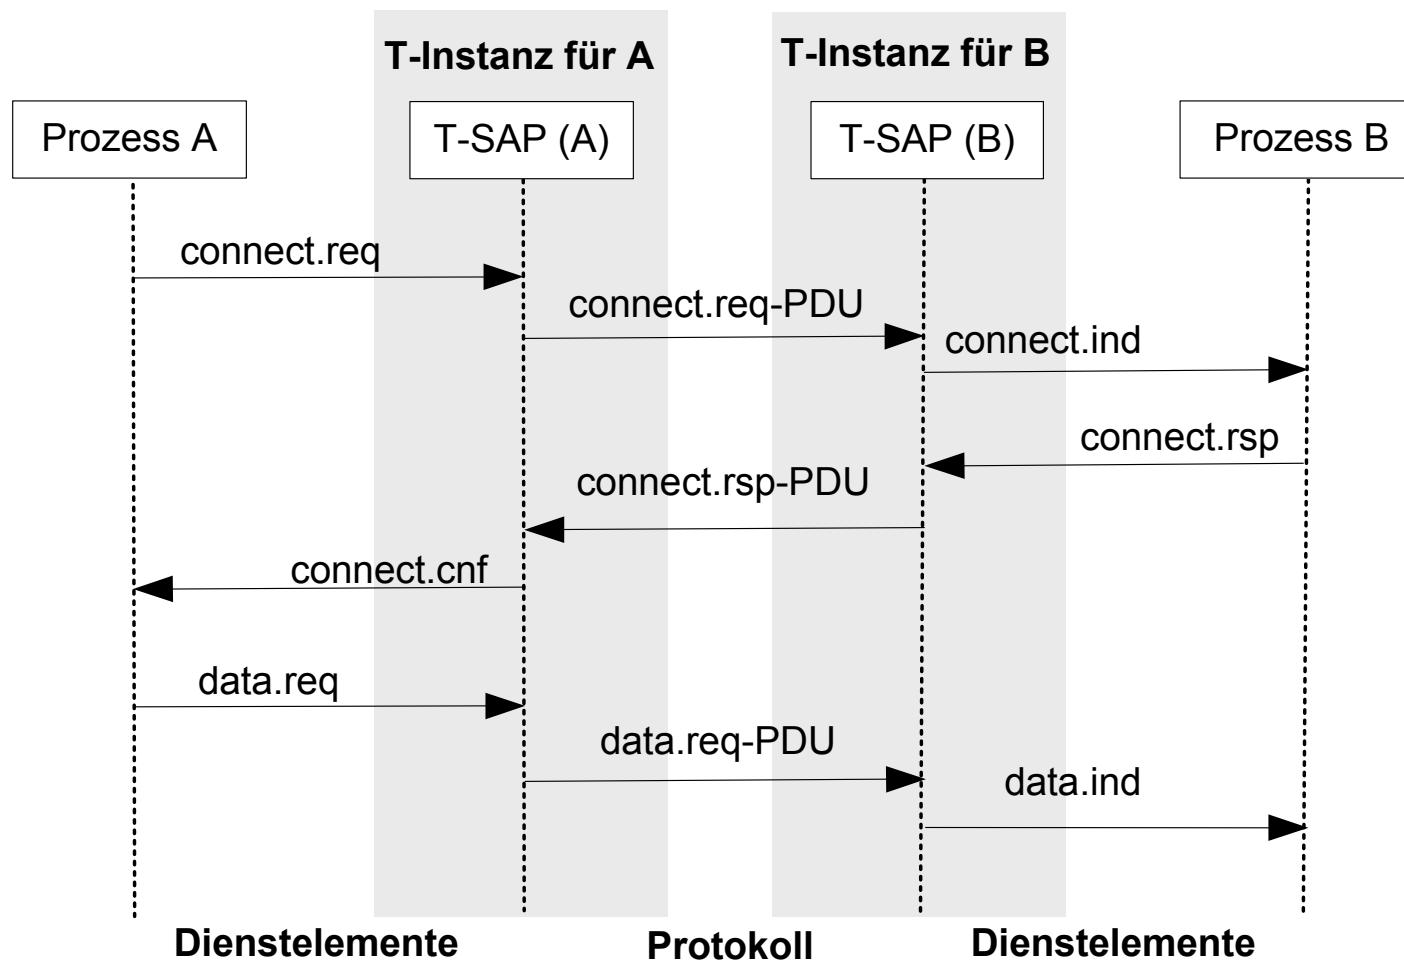 T-Instanz für A
T-Instanz für B
Prozess A
T-SAP (A)
T-SAP (B)
Prozess B
connect.req
connect.req-PDU
connect.ind
connect.rsp
connect.rsp-PDU
connect.cnf
data.req
data.req-PDU
data.ind
Dienstelemente
Protokoll
Dienstelemente